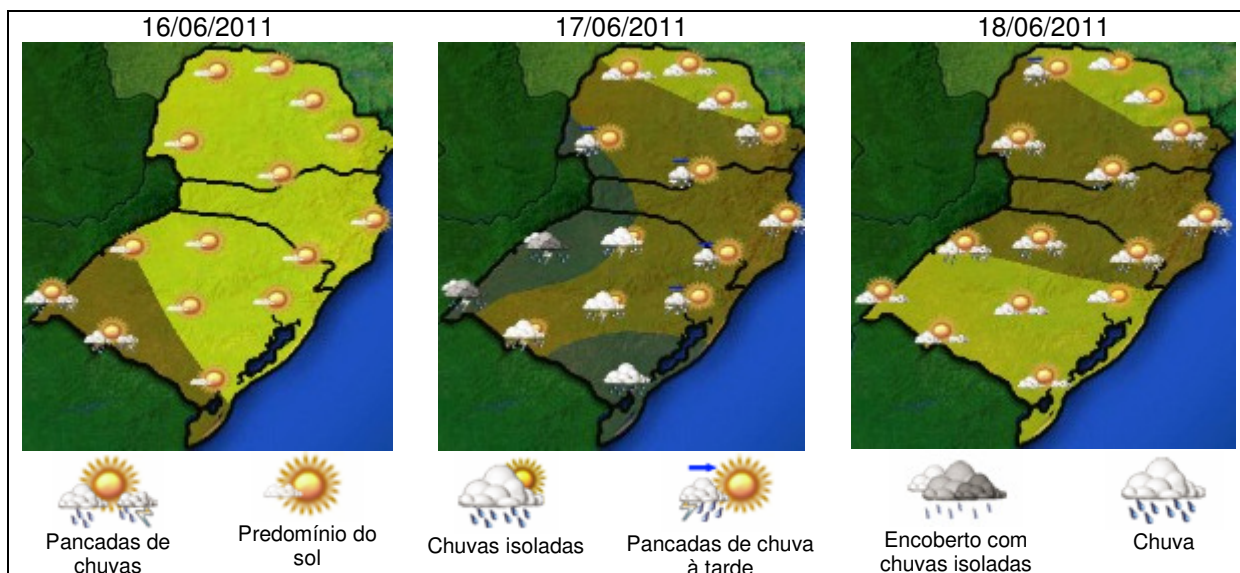 16/06/2011
17/06/2011
18/06/2011
Pancadas de
chuvas
Predomínio do
sol
Chuvas isoladas
Pancadas de chuva
à tarde
Encoberto com
chuvas isoladas
Chuva